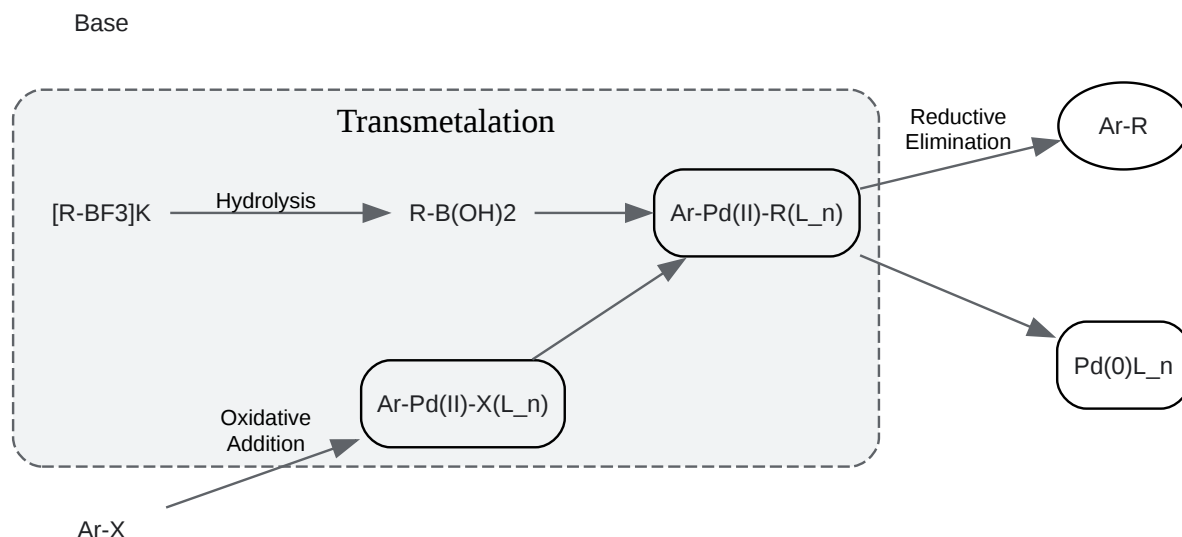 Base
Transmetalation
Reductive
Elimination
Ar-R
[R-BF3]K
Hydrolysis
R-B(OH)2
Ar-Pd(II)-R(L_n)
Pd(0)L_n
Ar-Pd(II)-X(L_n)
Oxidative
Addition
Ar-X